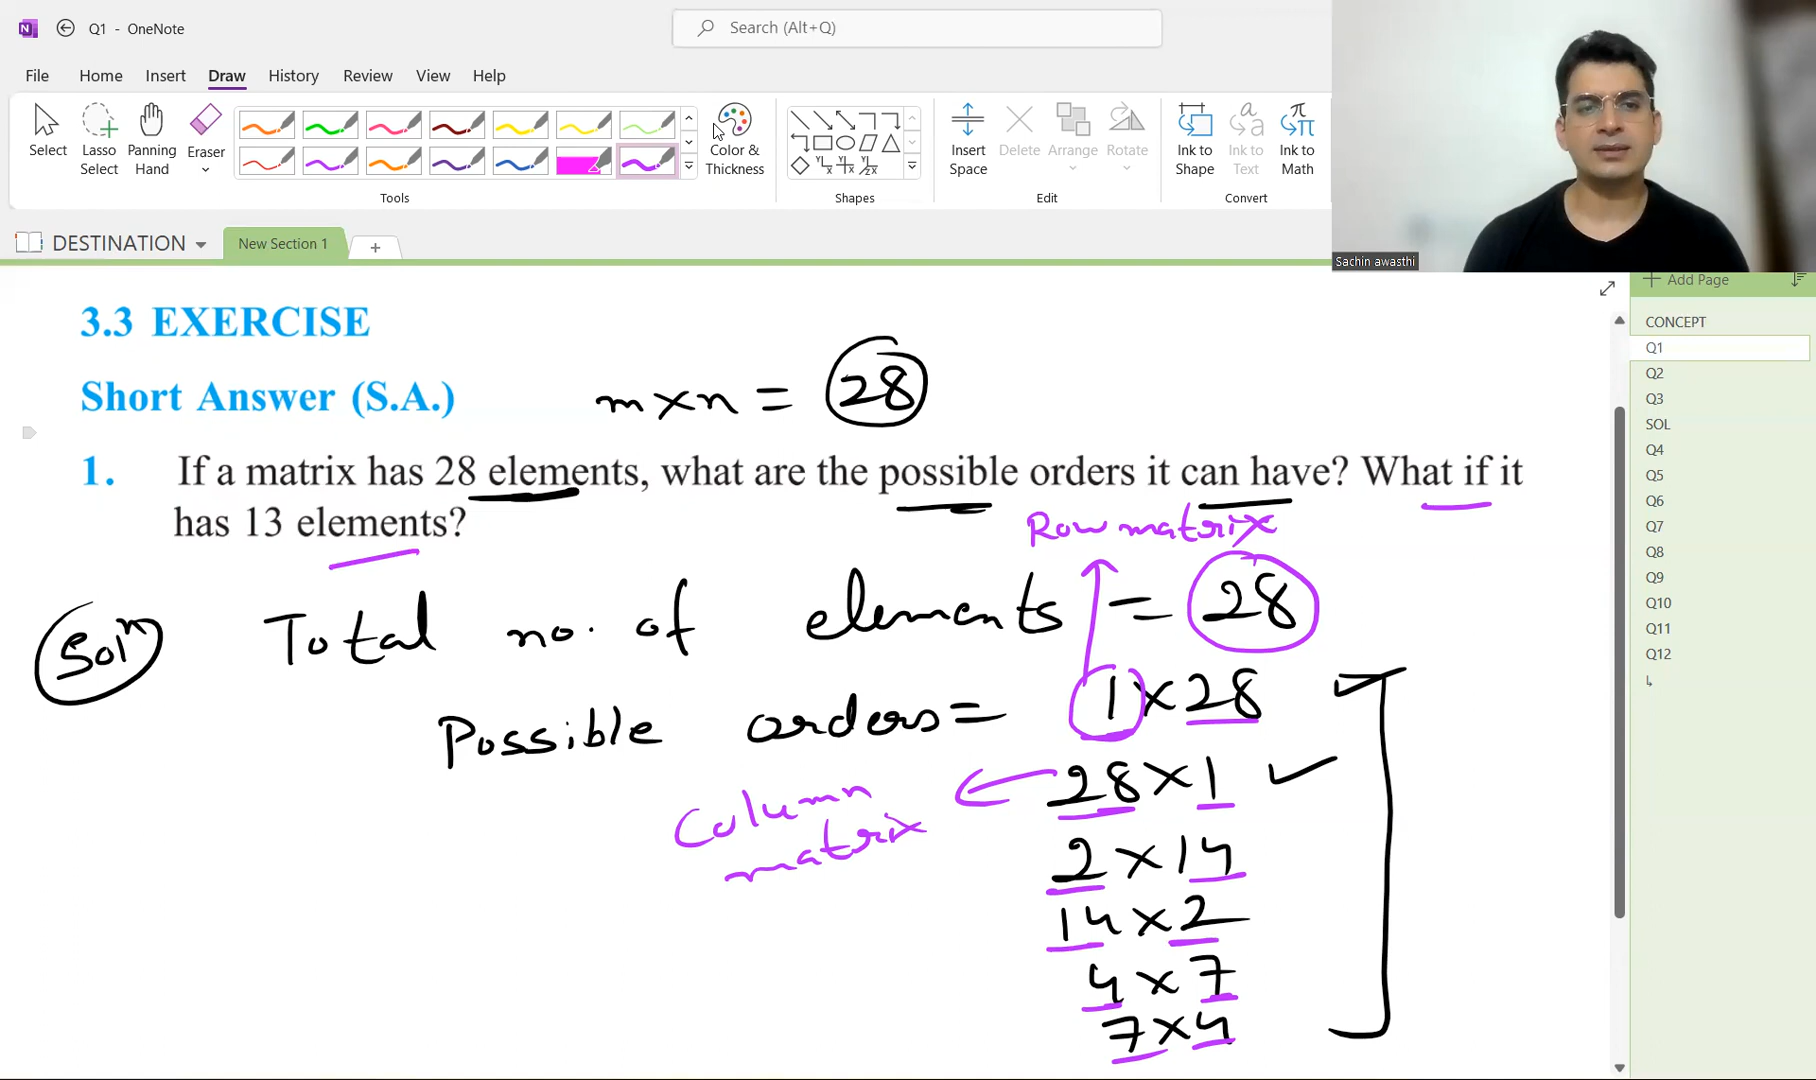 Q1 - OneNote
Search (Alt+Q)
File Home Insert Draw History Review View Help
Select
Lasso Select
Panning Hand
Eraser
Color & Thickness
Insert Space
Delete
Arrange
Rotate
Ink to Shape
Ink to Text
Ink to Math
Tools
Shapes
Edit
Convert
Sachin awasthi
DESTINATION
New Section 1
+
Add Page
CONCEPT
Q1
Q2
Q3
SOL
Q4
Q5
Q6
Q7
Q8
Q9
Q10
Q11
Q12
3.3 EXERCISE
Short Answer (S.A.)
m×n = 28
1. If a matrix has 28 elements, what are the possible orders it can have? What if it
has 13 elements?
Row matrix
Solⁿ Total no. of elements = 28
Possible orders = 1×28
28×1
Column
matrix
2×14
14×2
4×7
7×4